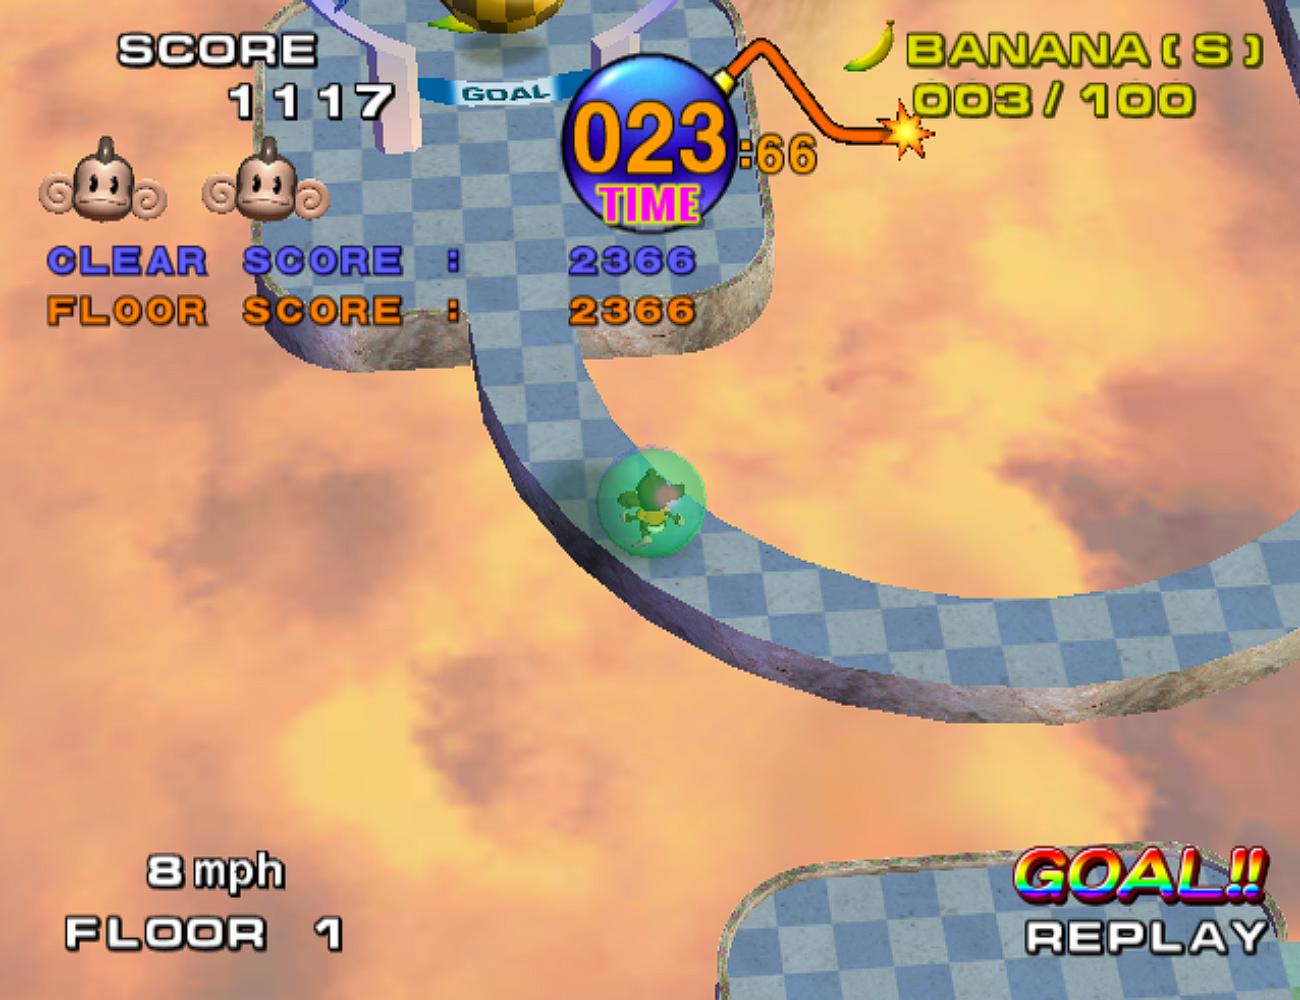 SCORE
1117
BANANA(S)
003/100
GOAL
023:66
TIME
CLEAR SCORE : 2366
FLOOR SCORE : 2366
8 mph
FLOOR 1
GOAL!!
REPLAY